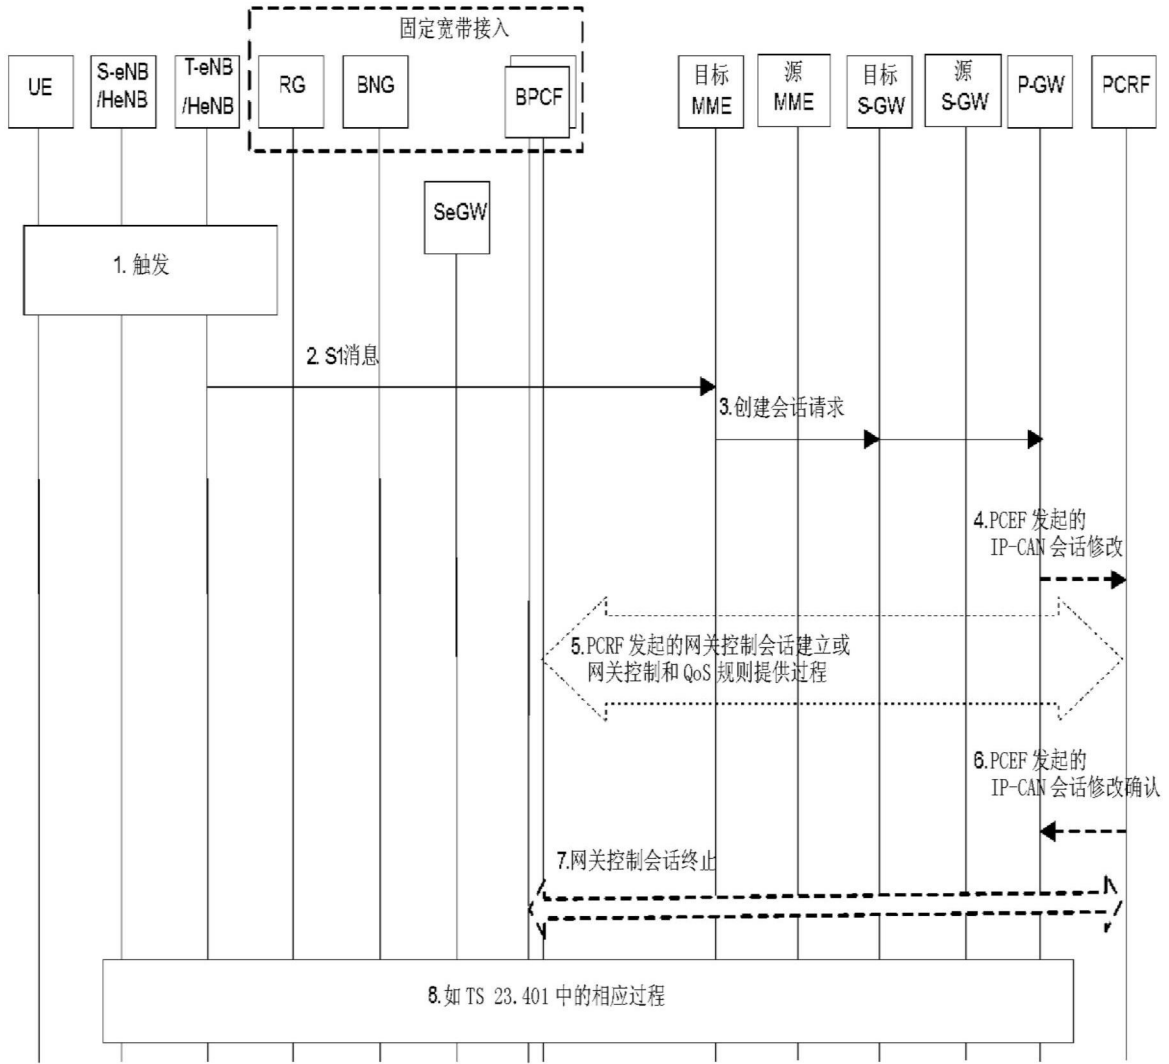 固定宽带接入
UE
S-eNB
/HeNB
T-eNB
/HeNB
RG
BNG
BPCF
目标
MME
源
MME
目标
S-GW
源
S-GW
P-GW
PCRF
SeGW
1. 触发
2. S1消息
3.创建会话请求
4.PCEF 发起的
IP-CAN 会话修改
5.PCRF 发起的网关控制会话建立或
网关控制和 QoS 规则提供过程
6.PCEF 发起的
IP-CAN 会话修改确认
7.网关控制会话终止
8.如 TS 23.401 中的相应过程